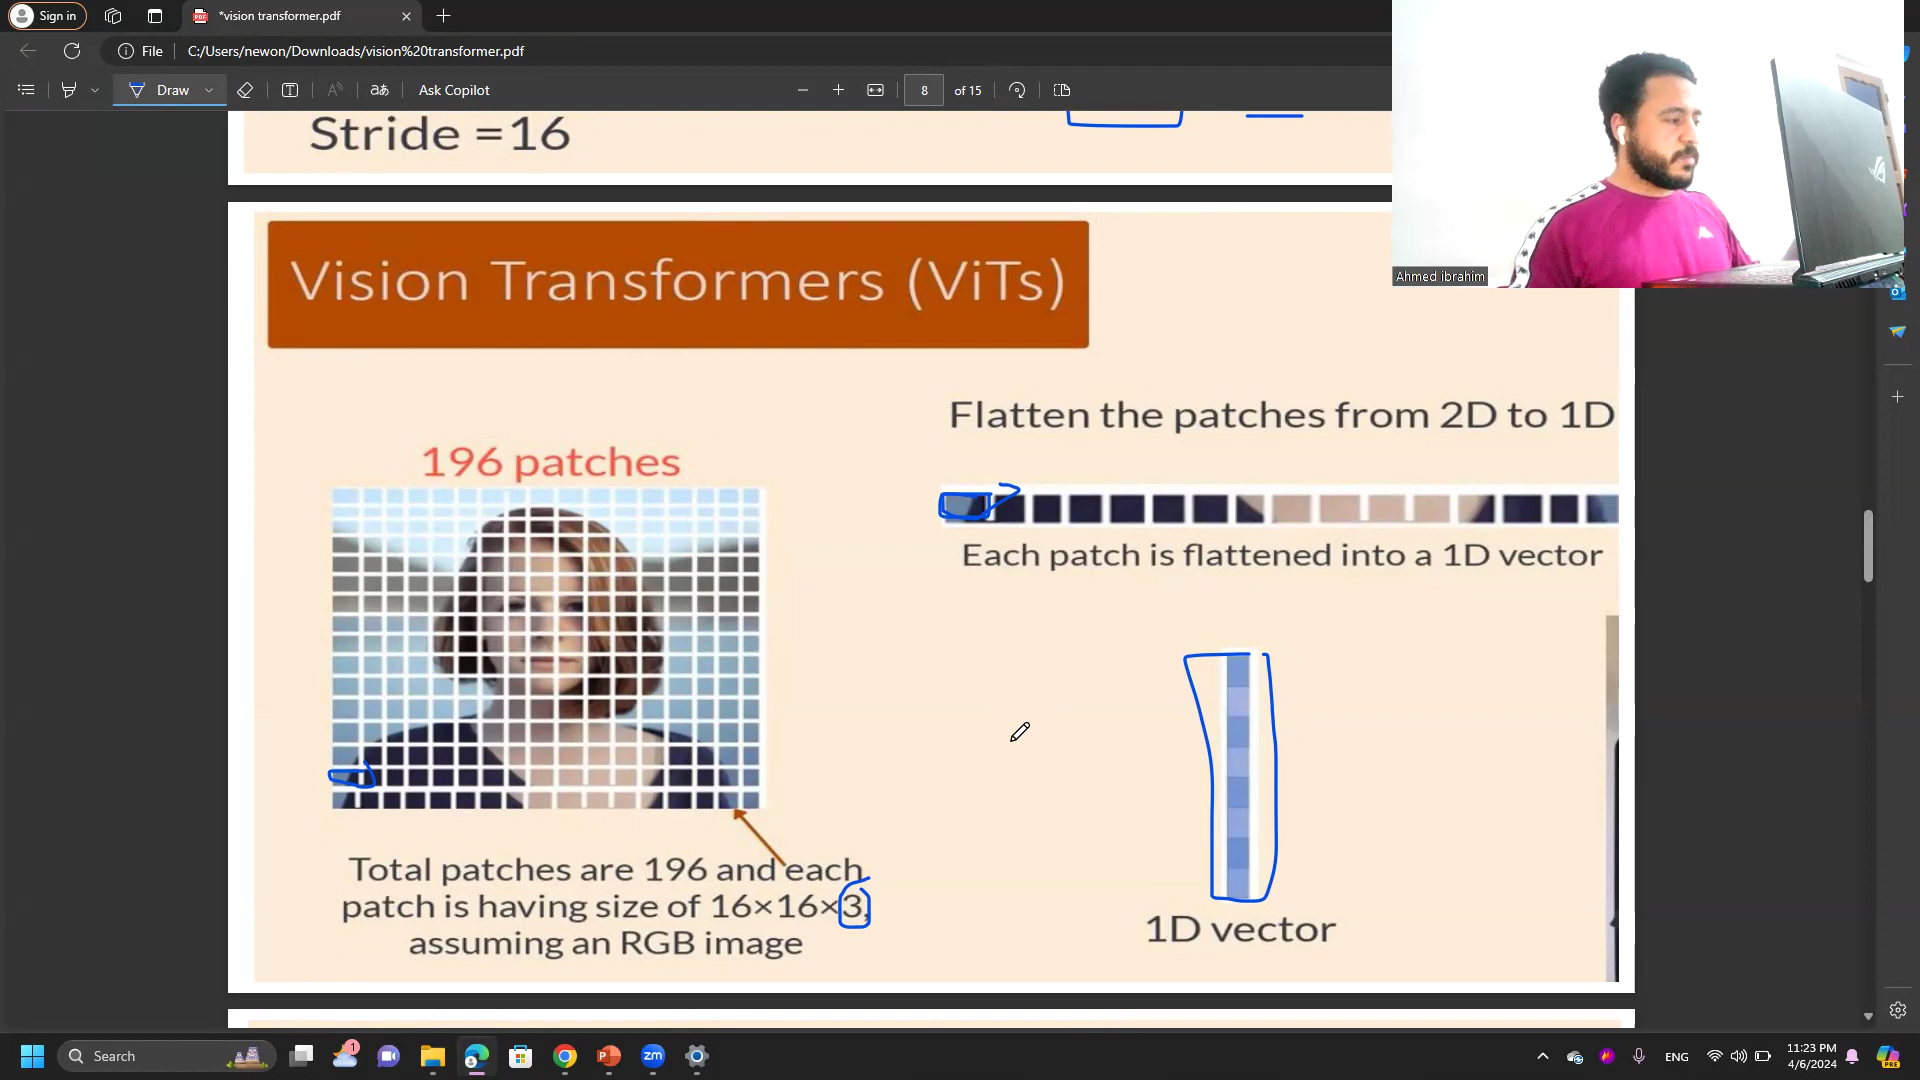 Sign in
*vision transformer.pdf
File
C:/Users/newon/Downloads/vision%20transformer.pdf
Draw
Ask Copilot
8
of 15
Stride =16
Ahmed ibrahim
Vision Transformers (ViTs)
Flatten the patches from 2D to 1D
196 patches
Each patch is flattened into a 1D vector
Total patches are 196 and each
patch is having size of 16×16×3,
assuming an RGB image
1D vector
Search
1
zm
ENG
11:23 PM
4/6/2024